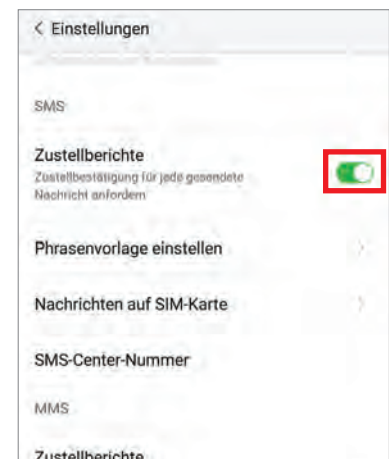 < Einstellungen
SMS
Zustellberichte
Zustellbestätigung für jede gesendete
Nachricht anfordern
Phrasenvorlage einstellen
Nachrichten auf SIM-Karte
SMS-Center-Nummer
MMS
Zustellberichte